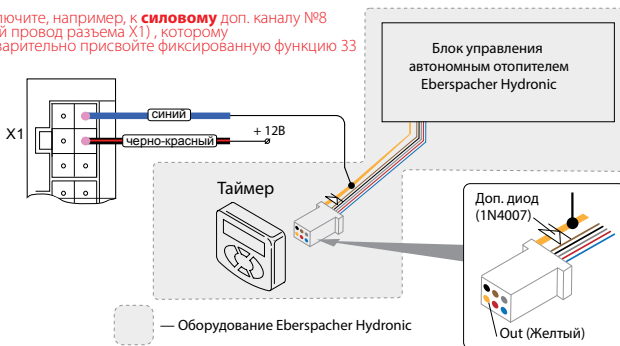 лючите, например, к силовому доп. каналу №8
й провод разъема X1) , которому
варительно присвойте фиксированную функцию 33
Блок управления
автономным отопителем
Eberspacher Hydronic
X1
синий
черно-красный
+ 12В
Таймер
Доп. диод
(1N4007)
Out (Желтый)
— Оборудование Eberspacher Hydronic